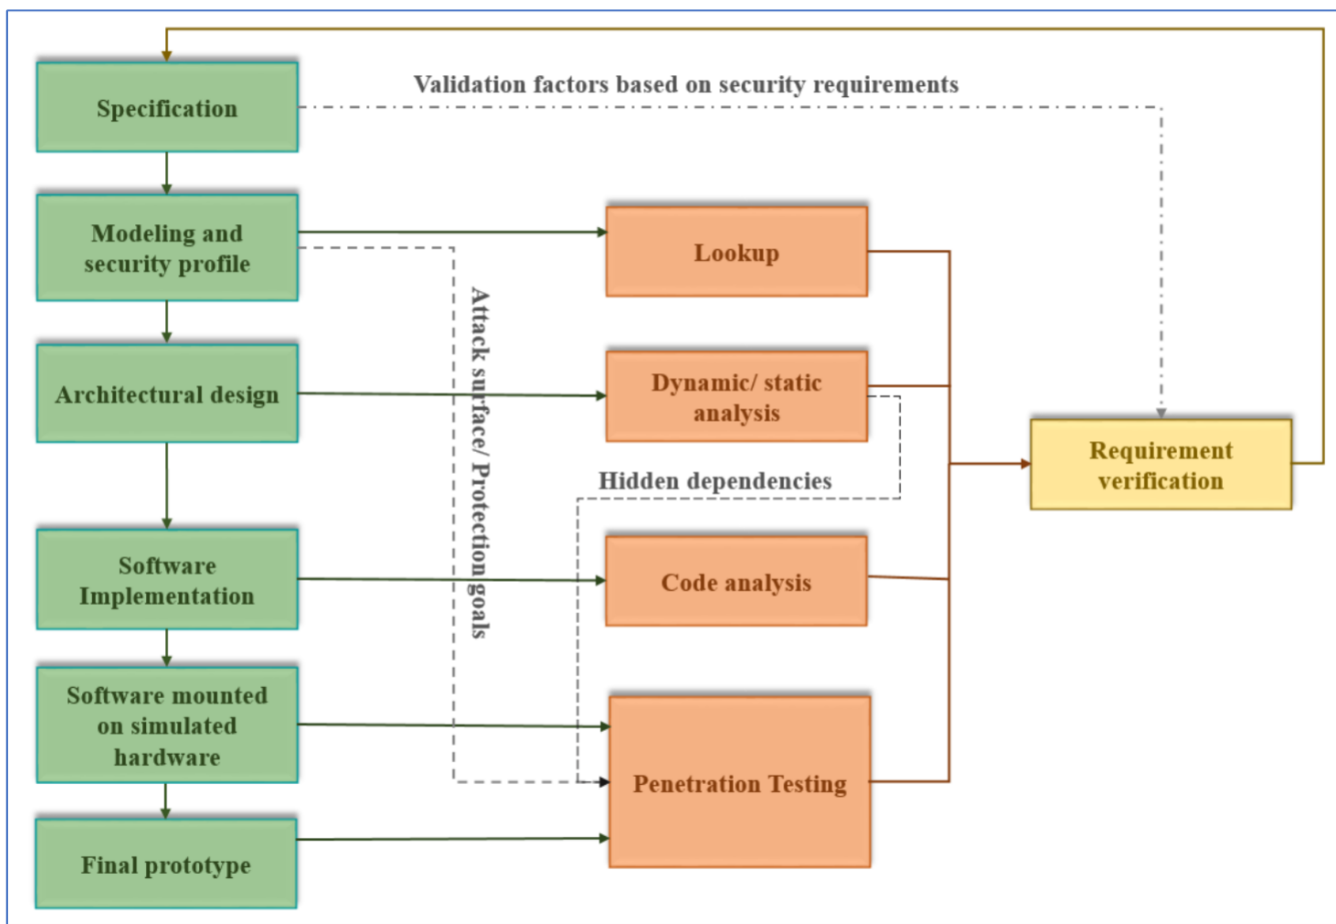 Validation factors based on security requirements
Specification
Modeling and
security profile
Lookup
Attack surface/ Protection goals
Architectural design
Dynamic/ static
analysis
Requirement
verification
Hidden dependencies
Software
Implementation
Code analysis
Software mounted
on simulated
hardware
Penetration Testing
Final prototype